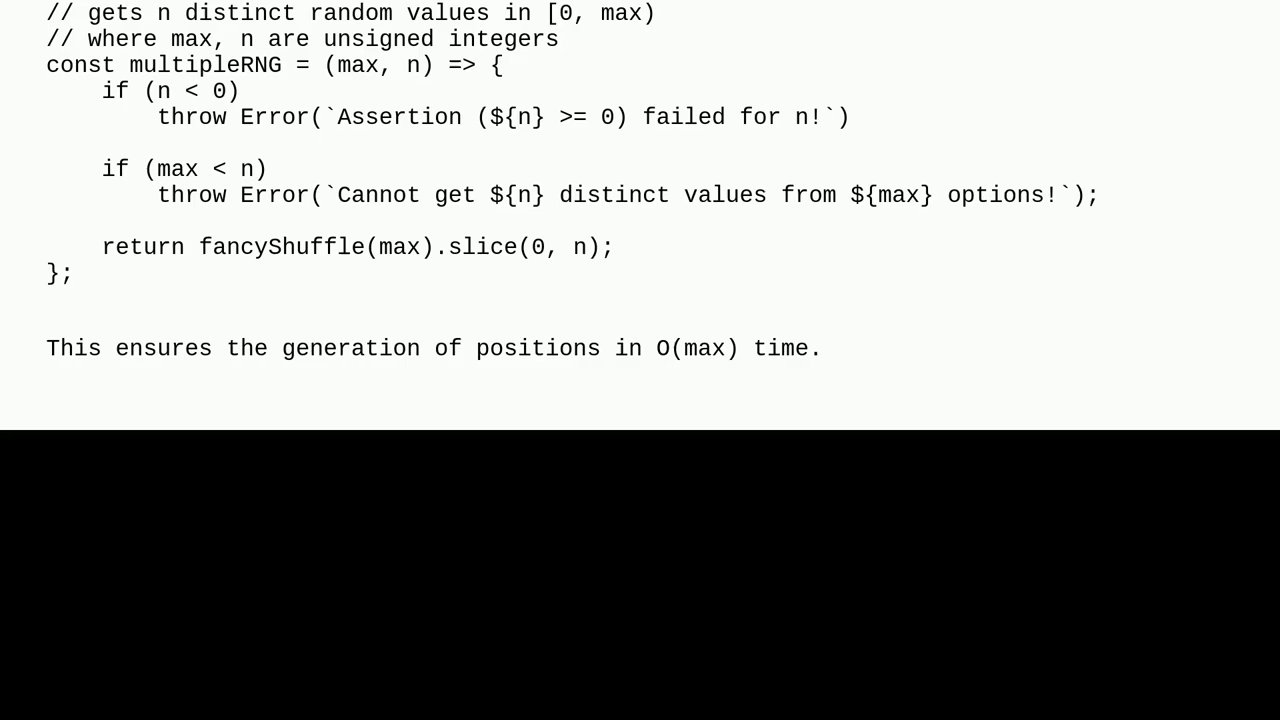 // gets n distinct random values in [0, max)
// where max, n are unsigned integers
const multipleRNG = (max, n) => {
    if (n < 0)
        throw Error(`Assertion (${n} >= 0) failed for n!`)
    if (max < n)
        throw Error(`Cannot get ${n} distinct values from ${max} options!`);
    return fancyShuffle(max).slice(0, n);
};
This ensures the generation of positions in O(max) time.